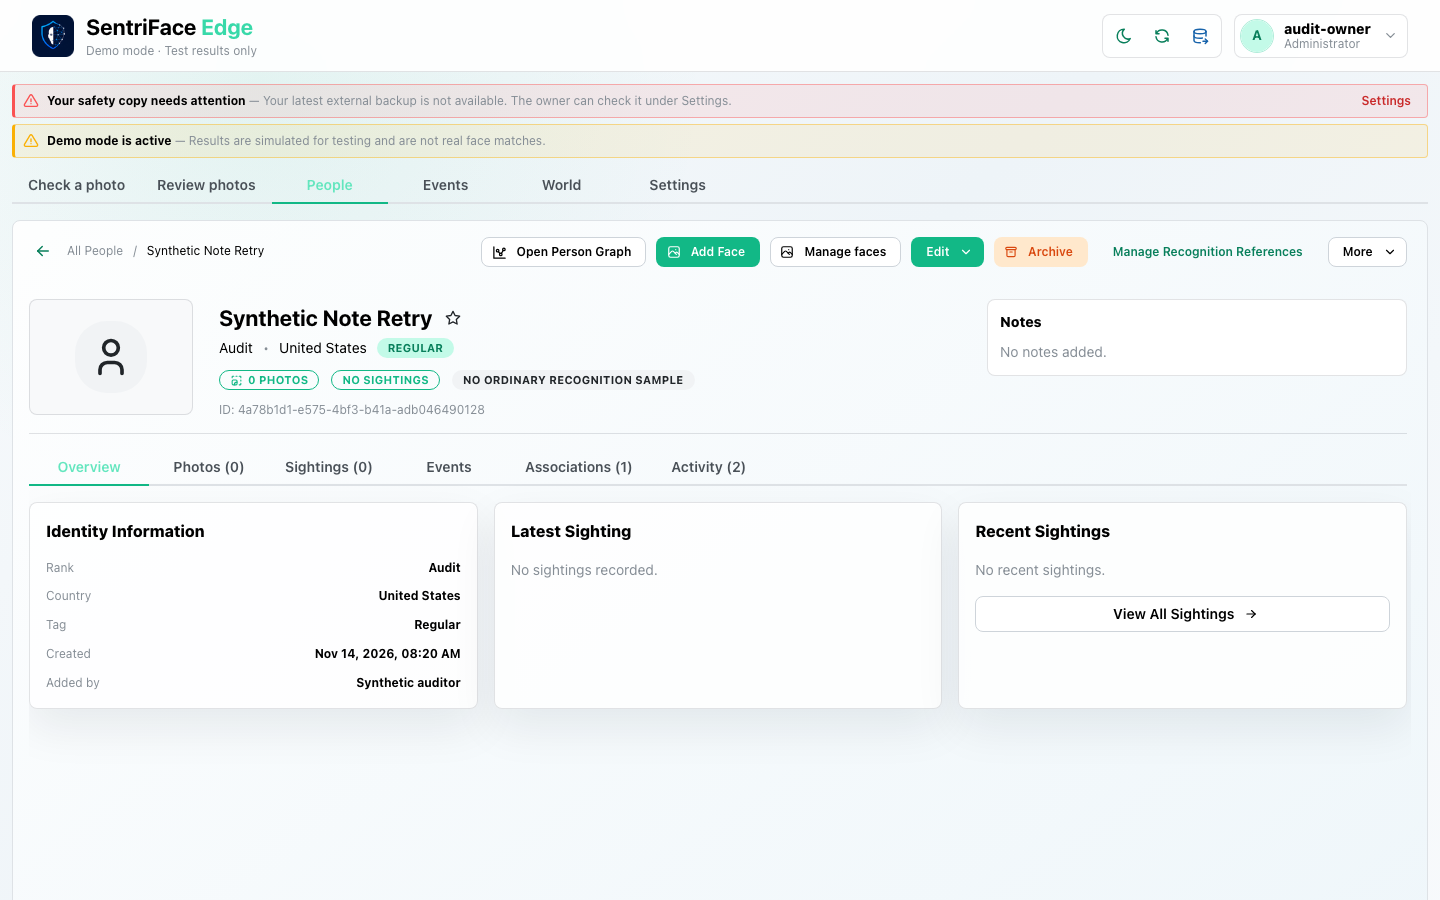 SentriFace Edge
Demo mode · Test results only
A
audit-owner
Administrator
Your safety copy needs attention — Your latest external backup is not available. The owner can check it under Settings.
Settings
Demo mode is active — Results are simulated for testing and are not real face matches.
Check a photo
Review photos
People
Events
World
Settings
All People / Synthetic Note Retry
Open Person Graph
Add Face
Manage faces
Edit
Archive
Manage Recognition References
More
Synthetic Note Retry
Audit • United States REGULAR
0 PHOTOS
NO SIGHTINGS
NO ORDINARY RECOGNITION SAMPLE
ID: 4a78b1d1-e575-4bf3-b41a-adb046490128
Notes
No notes added.
Overview
Photos (0)
Sightings (0)
Events
Associations (1)
Activity (2)
Identity Information
Rank Audit
Country United States
Tag Regular
Created Nov 14, 2026, 08:20 AM
Added by Synthetic auditor
Latest Sighting
No sightings recorded.
Recent Sightings
No recent sightings.
View All Sightings